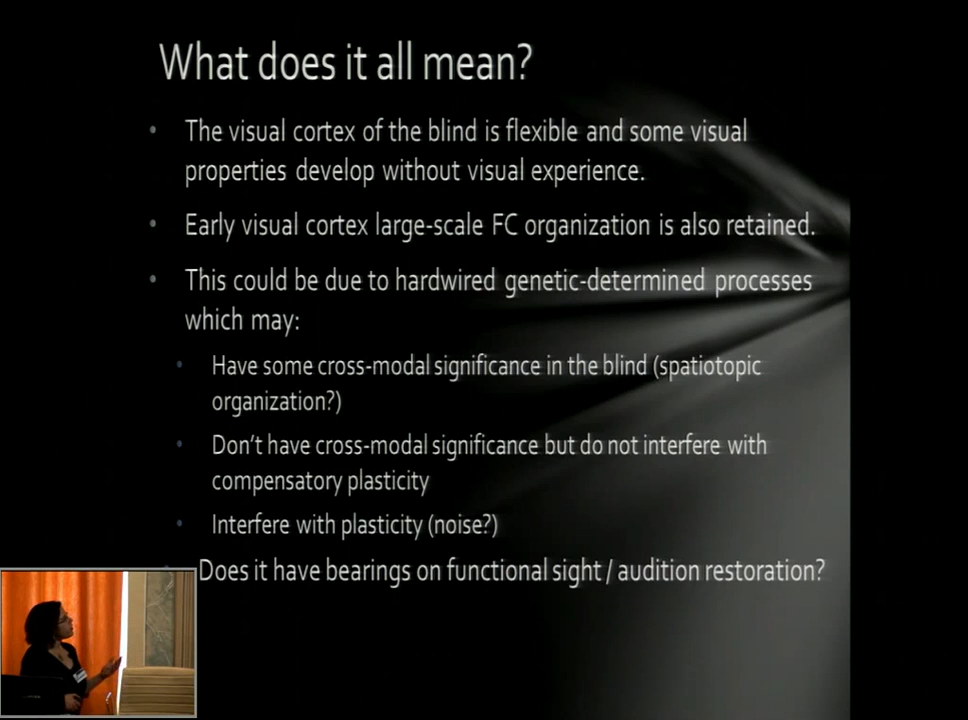 What does it all mean?
• The visual cortex of the blind is flexible and some visual
properties develop without visual experience.
• Early visual cortex large-scale FC organization is also retained.
• This could be due to hardwired genetic-determined processes
which may:
• Have some cross-modal significance in the blind (spatiotopic
organization?)
• Don't have cross-modal significance but do not interfere with
compensatory plasticity
• Interfere with plasticity (noise?)
Does it have bearings on functional sight / audition restoration?